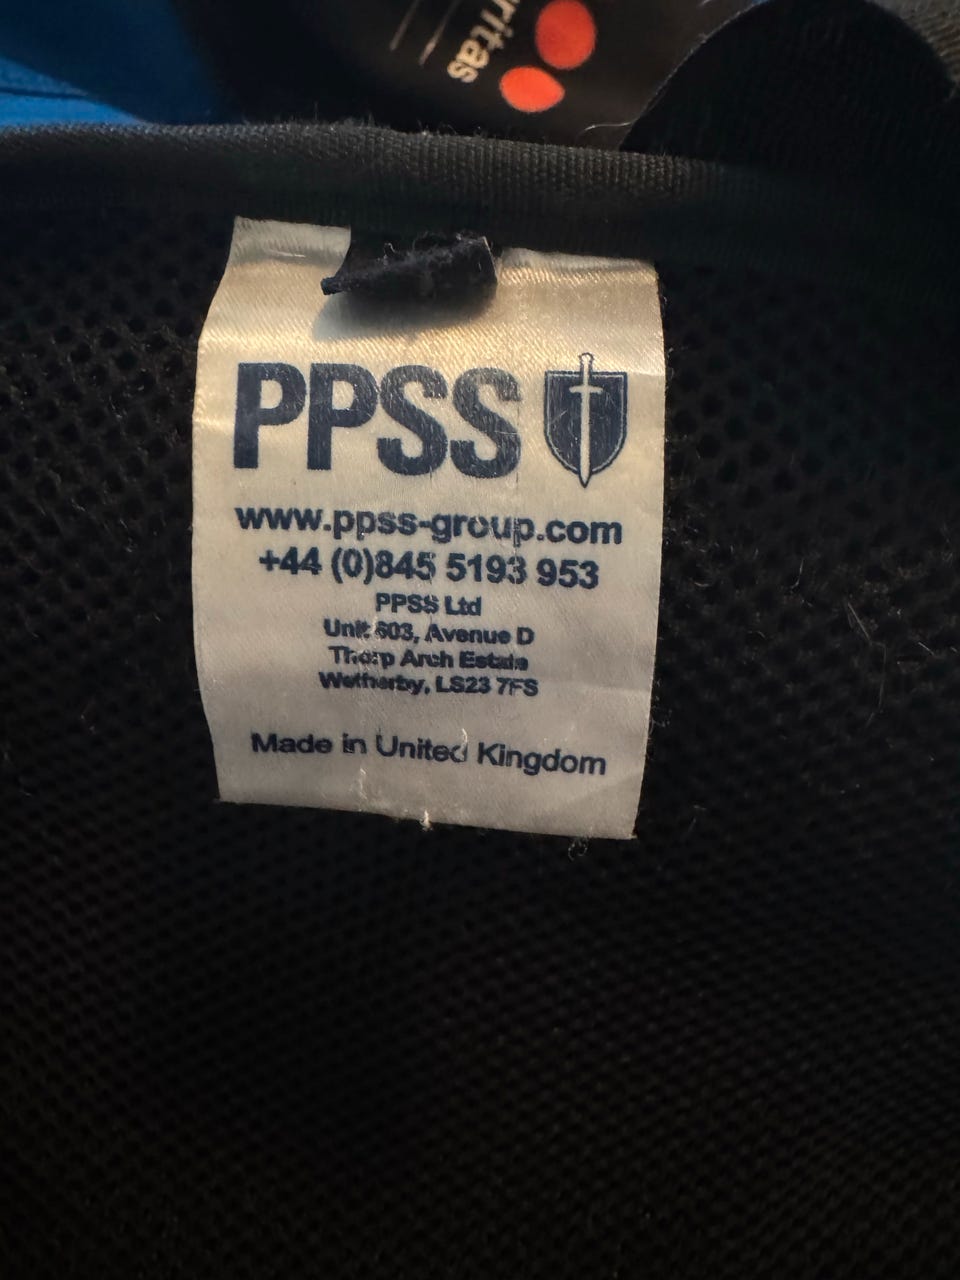 PPSS
www.ppss-group.com
+44 (0)845 5193 953
PPSS Ltd
Unit 603, Avenue D
Thorp Arch Estate
Wetherby, LS23 7FS
Made in United Kingdom